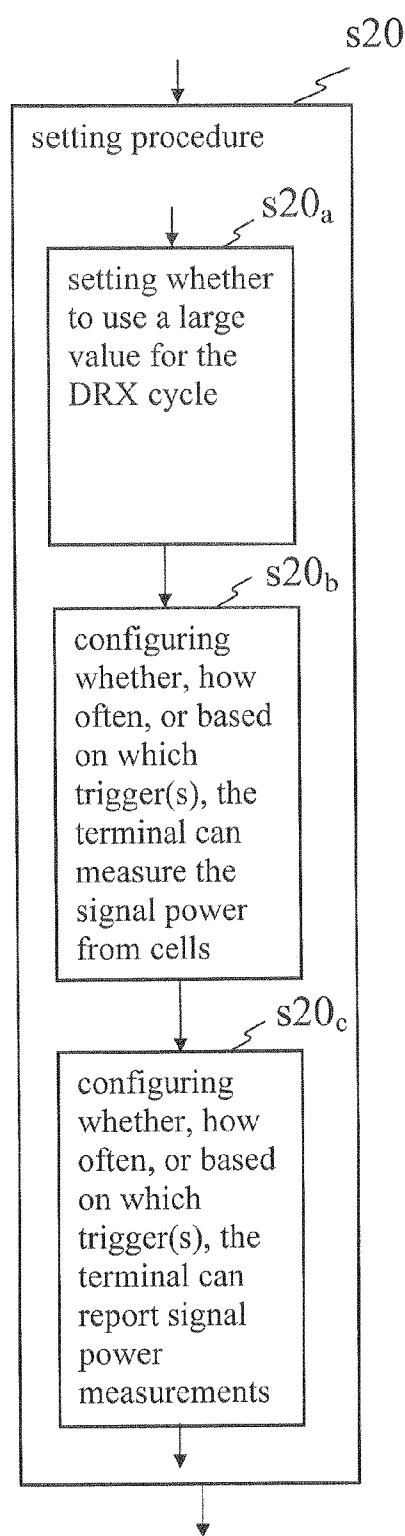 s20
setting procedure
s20a
setting whether
to use a large
value for the
DRX cycle
s20b
configuring
whether, how
often, or based
on which
trigger(s), the
terminal can
measure the
signal power
from cells
s20c
configuring
whether, how
often, or based
on which
trigger(s), the
terminal can
report signal
power
measurements